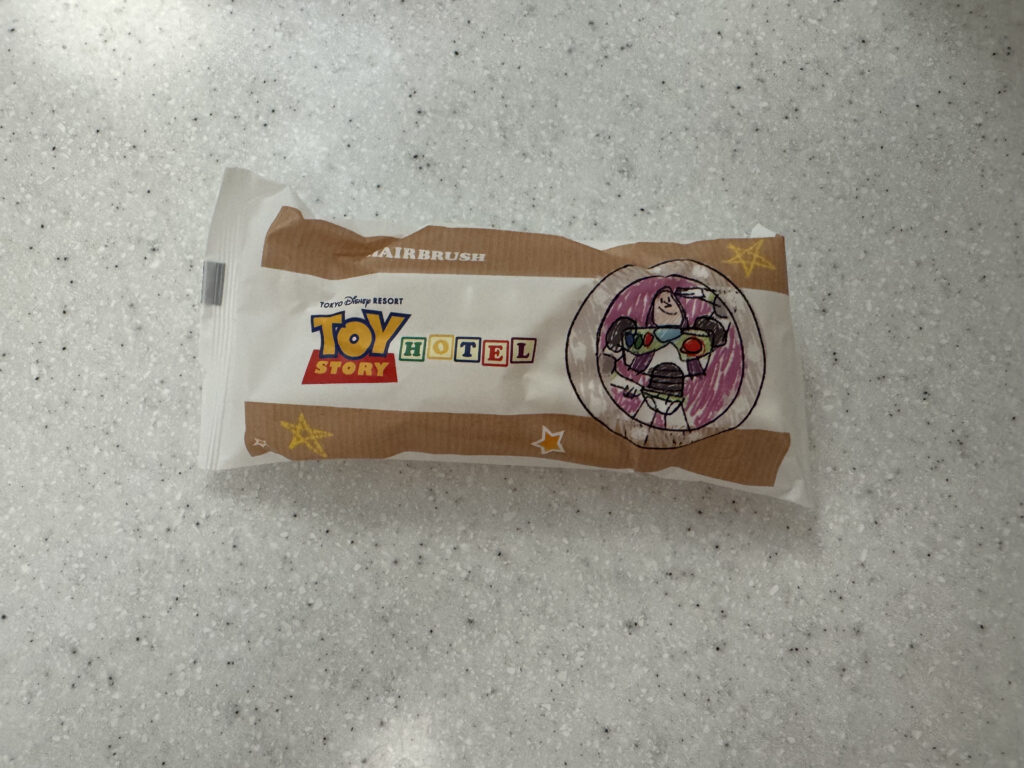 HAIRBRUSH
TOKYO Disney RESORT
TOY
STORY
HOTEL